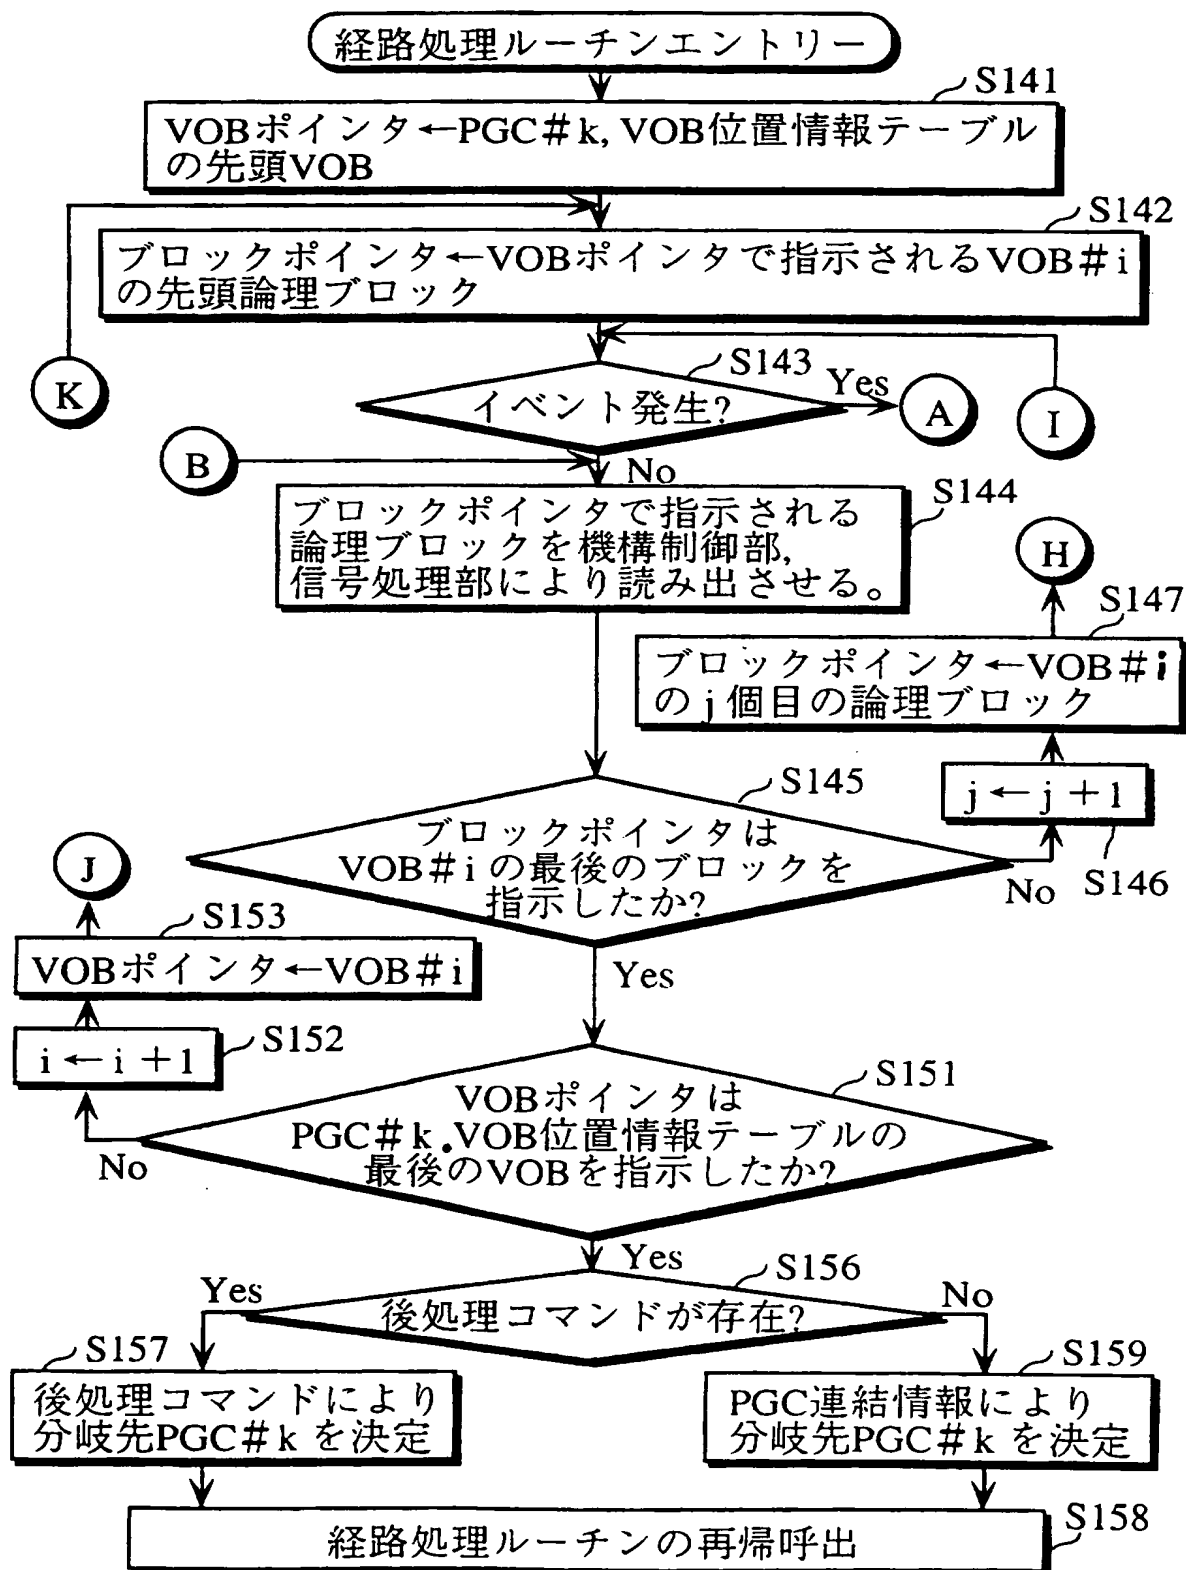 経路処理ルーチンエントリー
S141
VOBポインタ←PGC#k, VOB位置情報テーブル
の先頭VOB
S142
ブロックポインタ←VOBポインタで指示されるVOB#i
の先頭論理ブロック
K
S143
イベント発生?
Yes
A
I
B
No
S144
ブロックポインタで指示される
論理ブロックを機構制御部,
信号処理部により読み出させる。
H
S147
ブロックポインタ←VOB#i
のj個目の論理ブロック
S145
j←j+1
S146
ブロックポインタは
VOB#iの最後のブロックを
指示したか?
No
J
S153
VOBポインタ←VOB#i
Yes
S152
i←i+1
S151
VOBポインタは
PGC#k.VOB位置情報テーブルの
最後のVOBを指示したか?
No
Yes
S156
後処理コマンドが存在?
Yes
No
S157
後処理コマンドにより
分岐先PGC#kを決定
S159
PGC連結情報により
分岐先PGC#kを決定
S158
経路処理ルーチンの再帰呼出